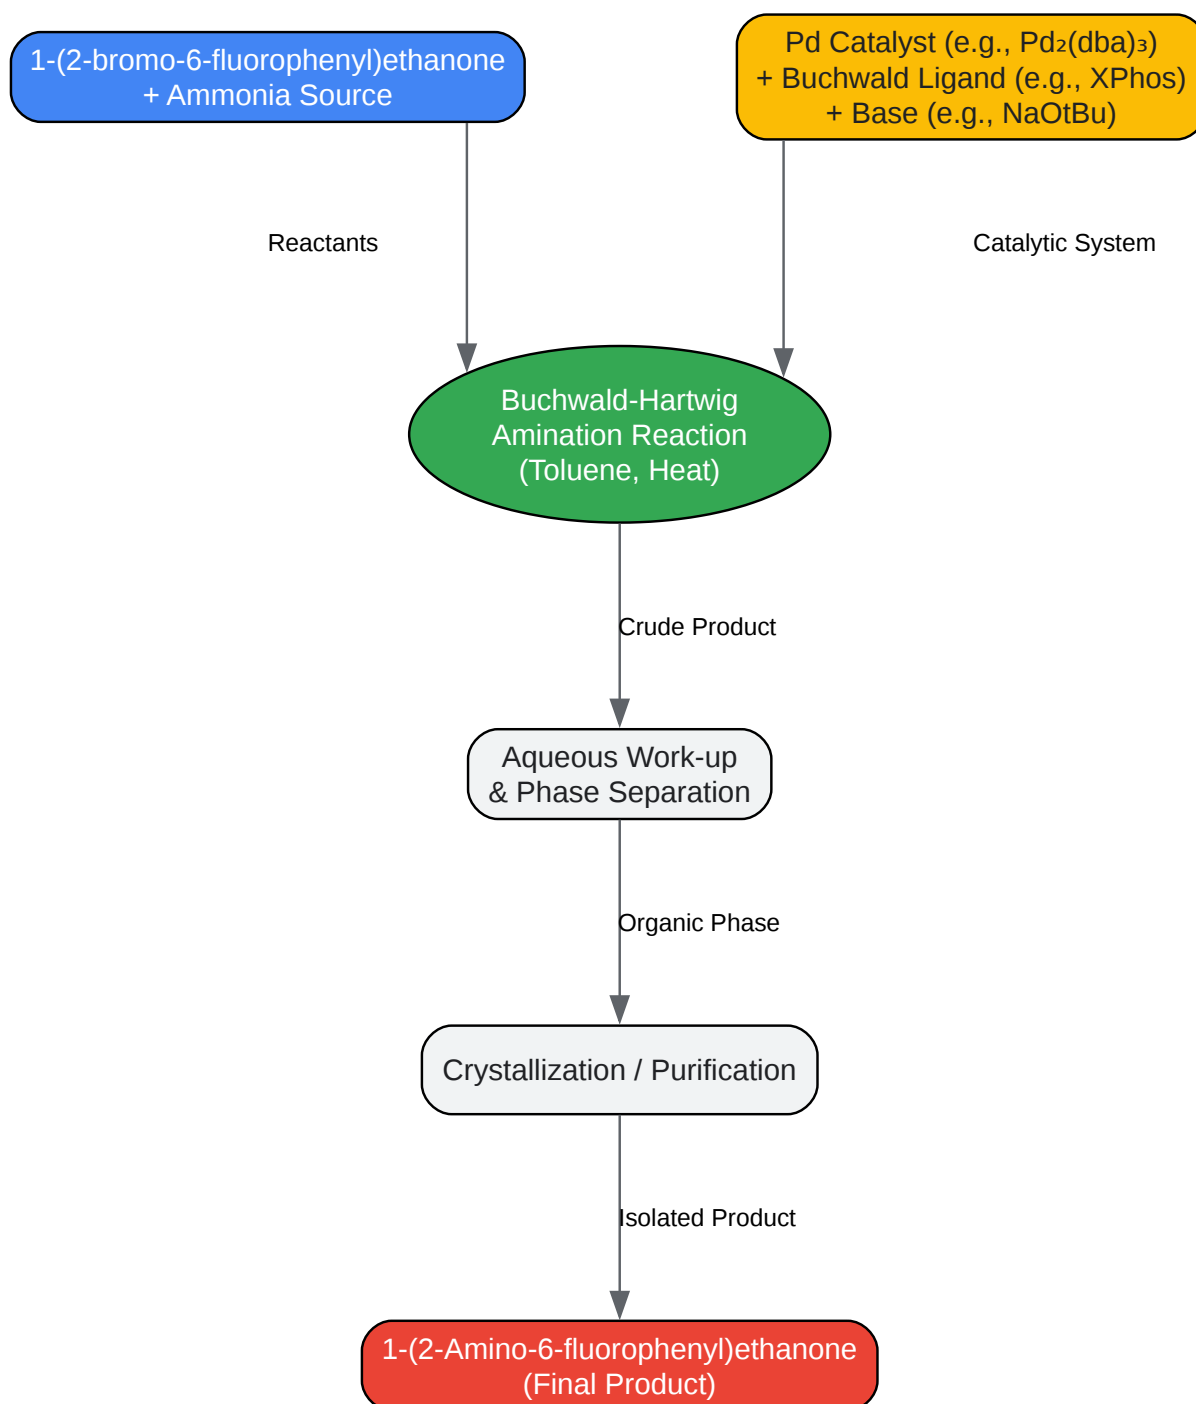 1-(2-bromo-6-fluorophenyl)ethanone
+ Ammonia Source
Pd Catalyst (e.g., Pd₂(dba)₃)
+ Buchwald Ligand (e.g., XPhos)
+ Base (e.g., NaOtBu)
Reactants
Catalytic System
Buchwald-Hartwig
Amination Reaction
(Toluene, Heat)
Crude Product
Aqueous Work-up
& Phase Separation
Organic Phase
Crystallization / Purification
Isolated Product
1-(2-Amino-6-fluorophenyl)ethanone
(Final Product)